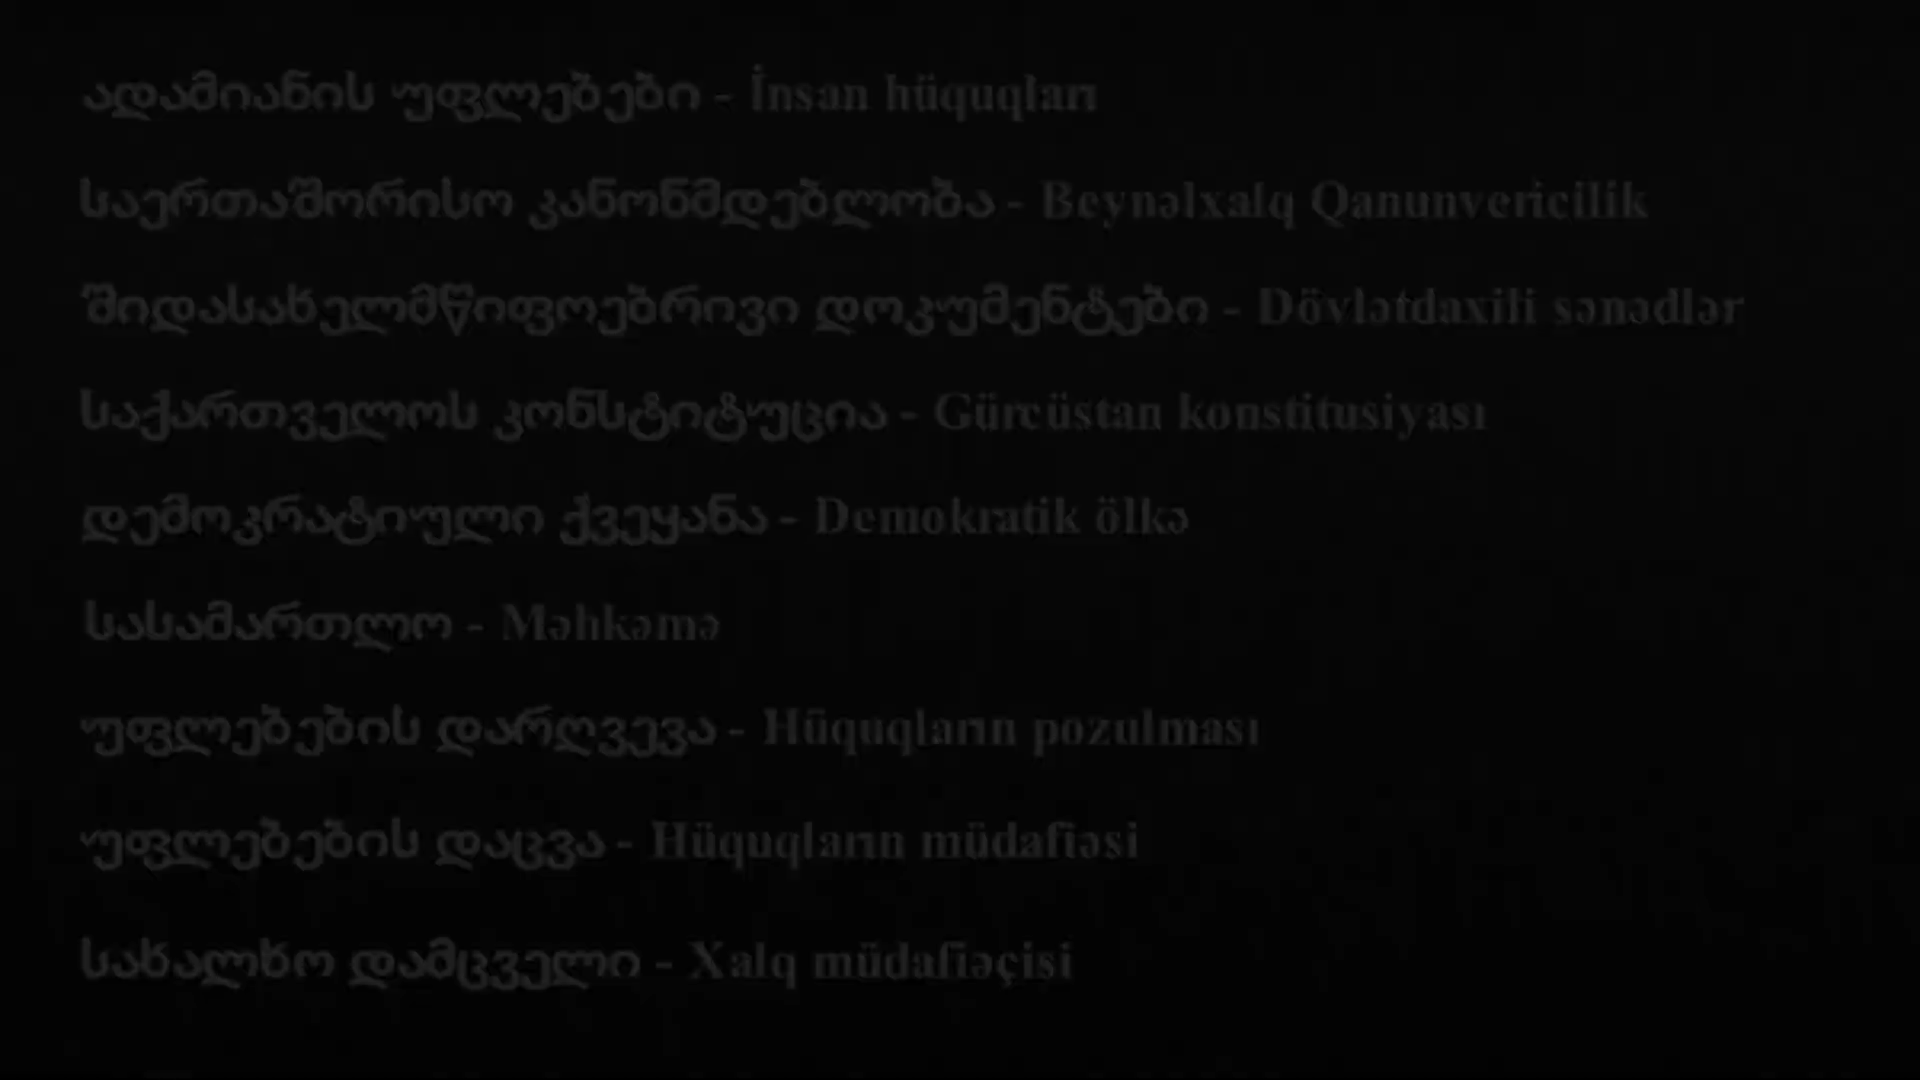 ადამიანის უფლებები - İnsan hüquqları
საერთაშორისო კანონმდებლობა - Beynəlxalq Qanunvericilik
შიდასახელმწიფოებრივი დოკუმენტები - Dövlətdaxili sənədlər
საქართველოს კონსტიტუცია - Gürcüstan konstitusiyası
დემოკრატიული ქვეყანა - Demokratik ölkə
სასამართლო - Məhkəmə
უფლებების დარღვევა - Hüquqların pozulması
უფლებების დაცვა - Hüquqların müdafiəsi
სახალხო დამცველი - Xalq müdafiəçisi